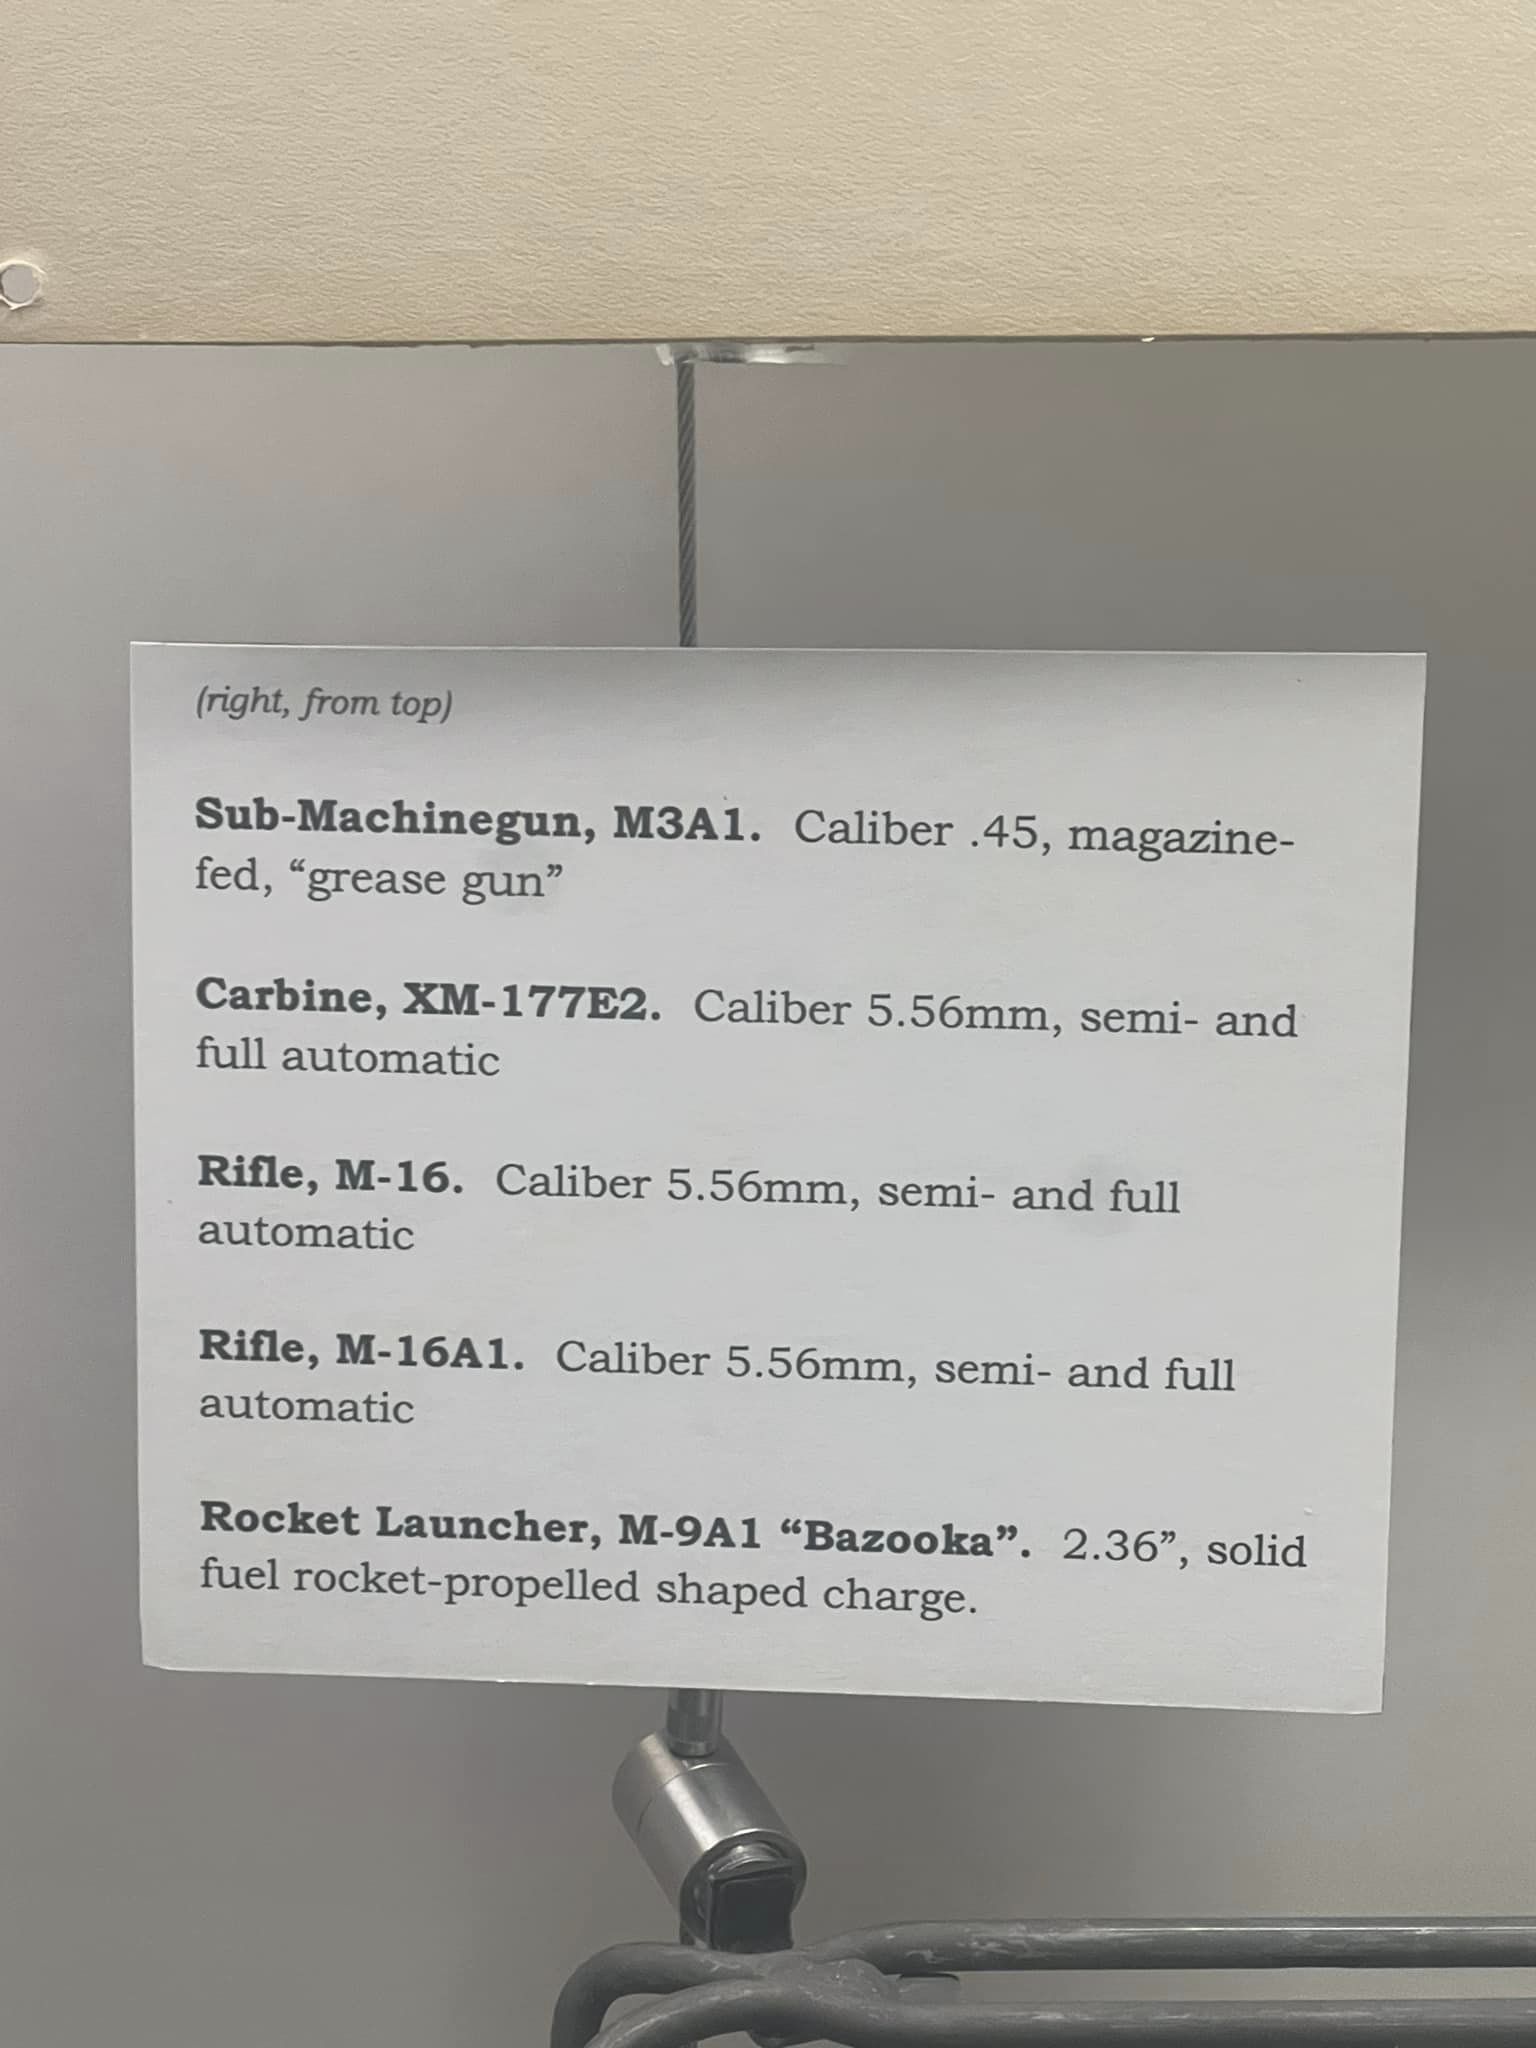 (right, from top)
Sub-Machinegun, M3A1. Caliber .45, magazine-
fed, “grease gun”
Carbine, XM-177E2. Caliber 5.56mm, semi- and
full automatic
Rifle, M-16. Caliber 5.56mm, semi- and full
automatic
Rifle, M-16A1. Caliber 5.56mm, semi- and full
automatic
Rocket Launcher, M-9A1 “Bazooka”. 2.36”, solid
fuel rocket-propelled shaped charge.